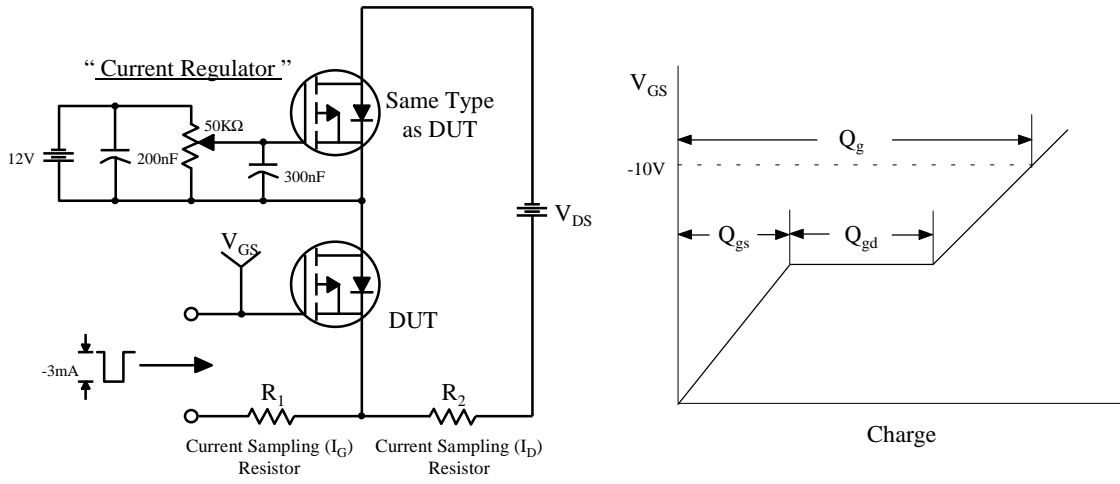 “ Current Regulator ”
50KΩ
12V
200nF
300nF
Same Type
as DUT
V_DS
V_GS
DUT
-3mA
R_1
R_2
Current Sampling (I_G)
Resistor
Current Sampling (I_D)
Resistor
V_GS
Q_g
-10V
Q_gs
Q_gd
Charge